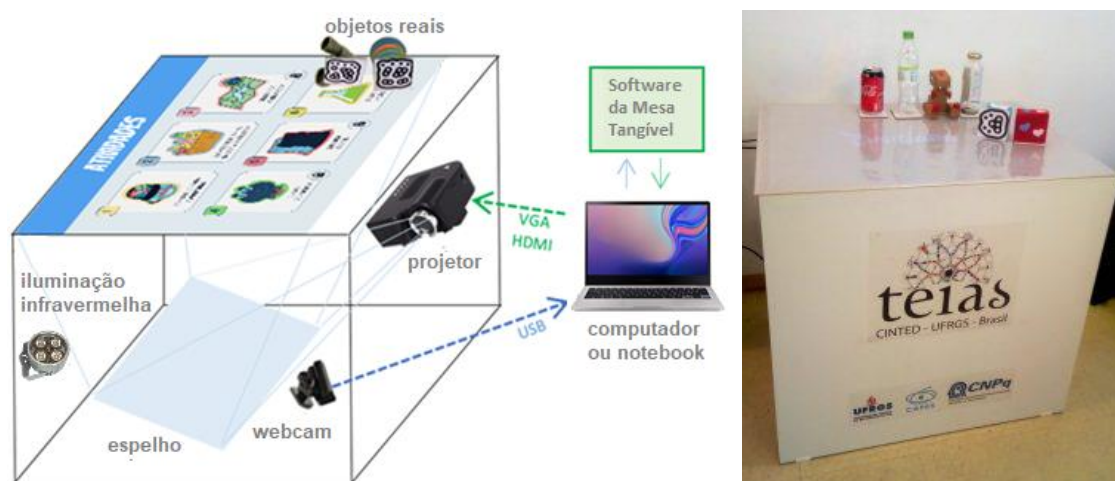 objetos reais
ATIVIDADES
Software
da Mesa
Tangível
VGA
HDMI
projetor
iluminação
infravermelha
USB
computador
ou notebook
webcam
espelho
teias
CINTED - UFRGS - Brasil
UFRGS
CAPES
CNPq